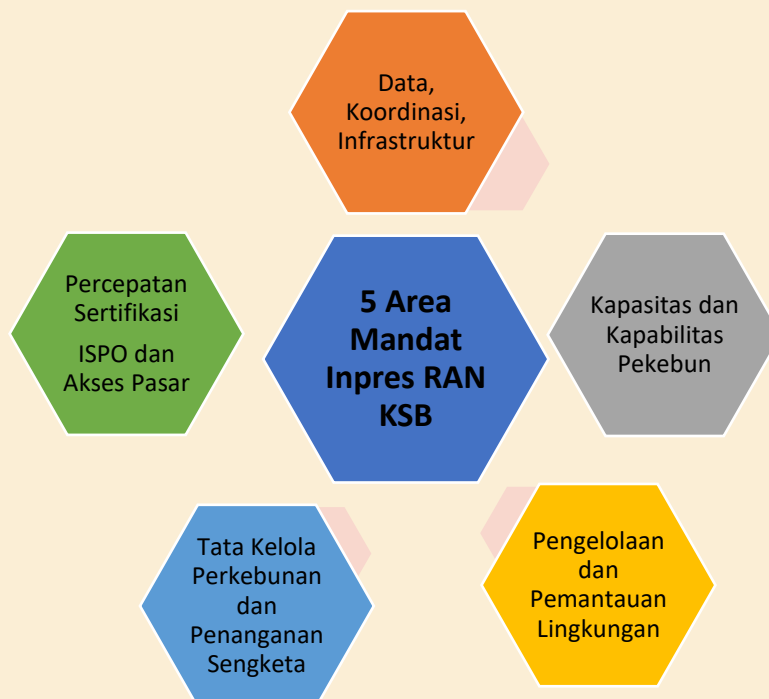 Data,
Koordinasi,
Infrastruktur
Percepatan
Sertifikasi
ISPO dan
Akses Pasar
5 Area
Mandat
Inpres RAN
KSB
Kapasitas dan
Kapabilitas
Pekebun
Tata Kelola
Perkebunan
dan
Penanganan
Sengketa
Pengelolaan
dan
Pemantauan
Lingkungan